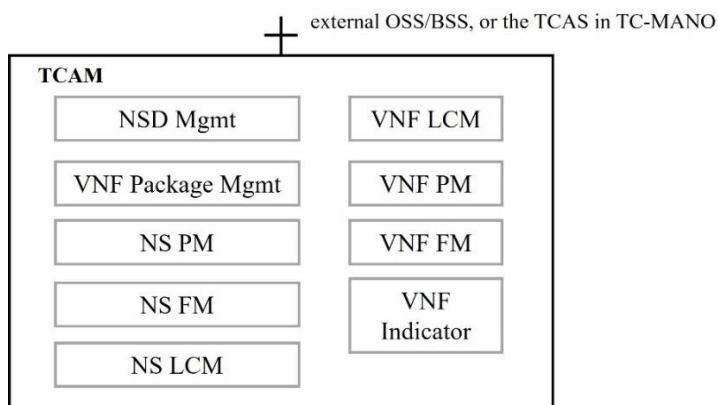 external OSS/BSS, or the TCAS in TC-MANO
TCAM
NSD Mgmt
VNF Package Mgmt
NS PM
NS FM
NS LCM
VNF LCM
VNF PM
VNF FM
VNF
Indicator